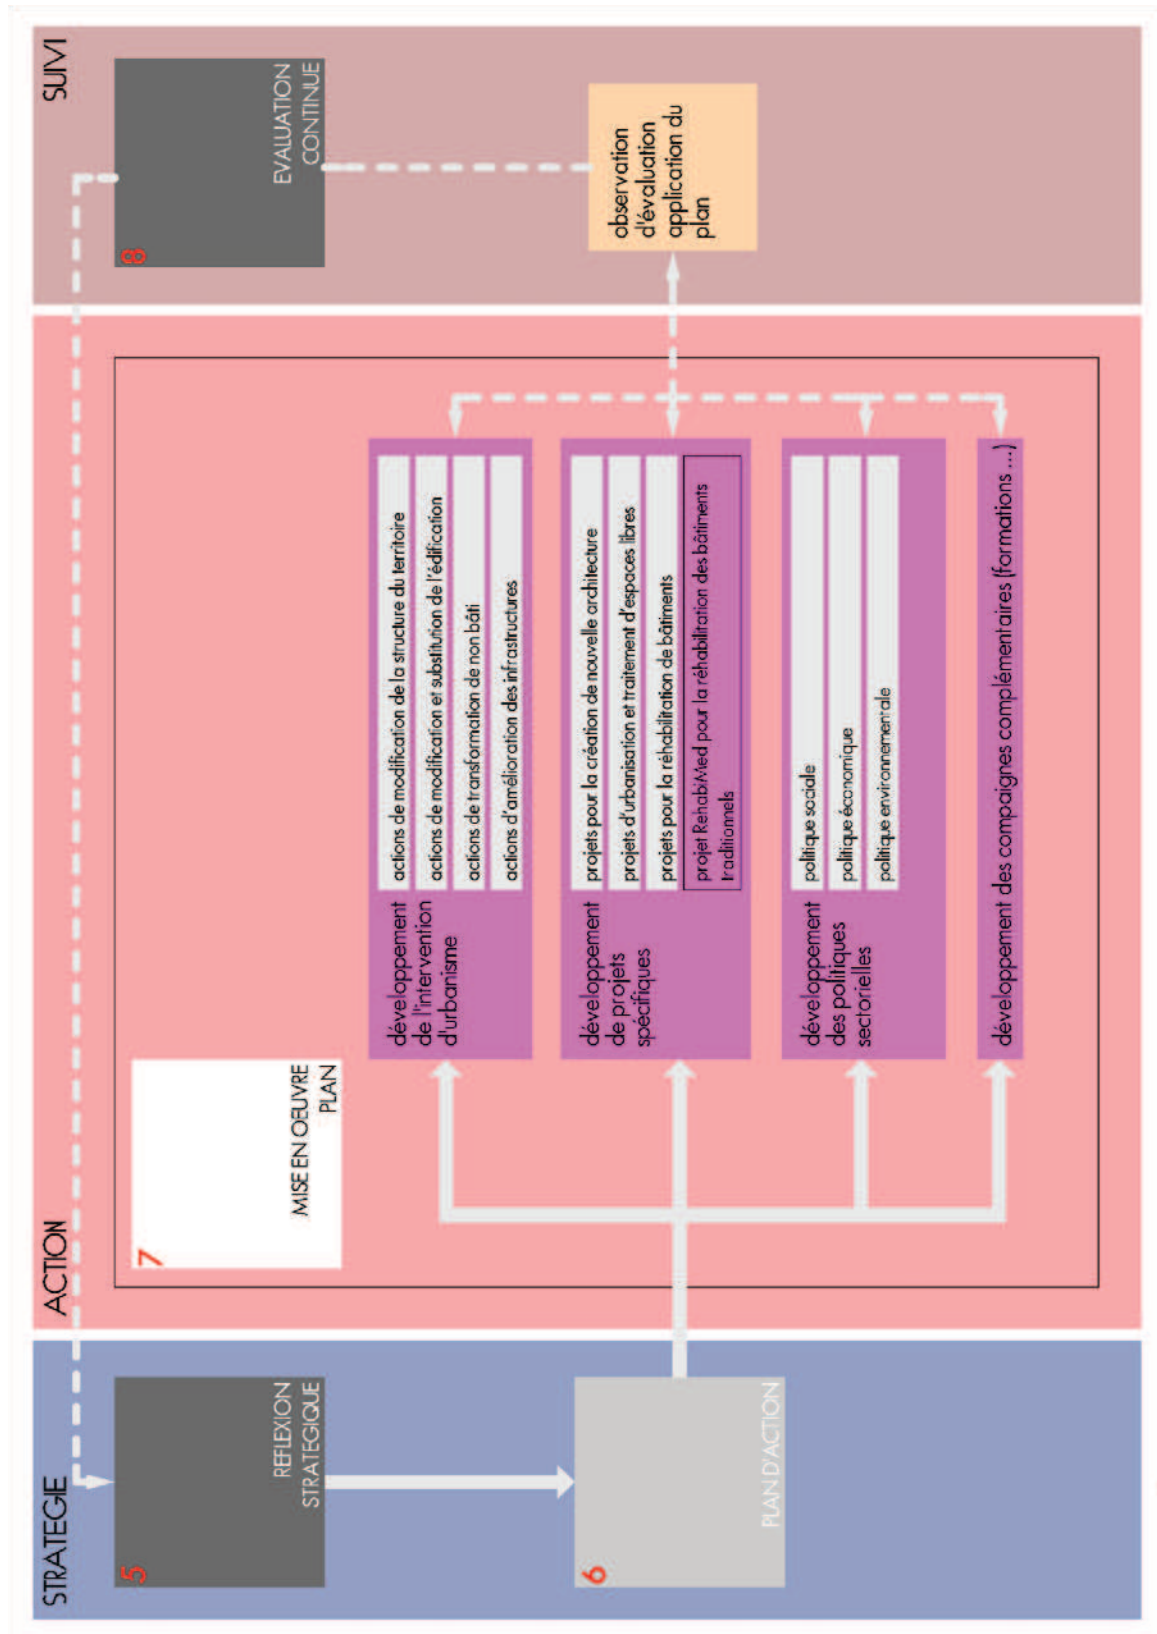 STRATEGIE
5
REFLEXION
STRATEGIQUE
6
PLAN D'ACTION
ACTION
7
MISE EN OEUVRE
PLAN
développement
de l'intervention
d'urbanisme
actions de modification de la structure du territoire
actions de modification et substitution de l'édification
actions de transformation de non bâti
actions d'amélioration des infrastructures
développement
de projets
spécifiques
projets pour la création de nouvelle architecture
projets d'urbanisation et traitement d'espaces libres
projets pour la réhabilitation de bâtiments
projet RehabiMed pour la réhabilitation des bâtiments
traditionnels
développement
des politiques
sectorielles
politique sociale
politique économique
politique environnementale
développement des compaignes complémentaires (formations ...)
SUIVI
8
EVALUATION
CONTINUE
observation
d'évaluation
application du
plan